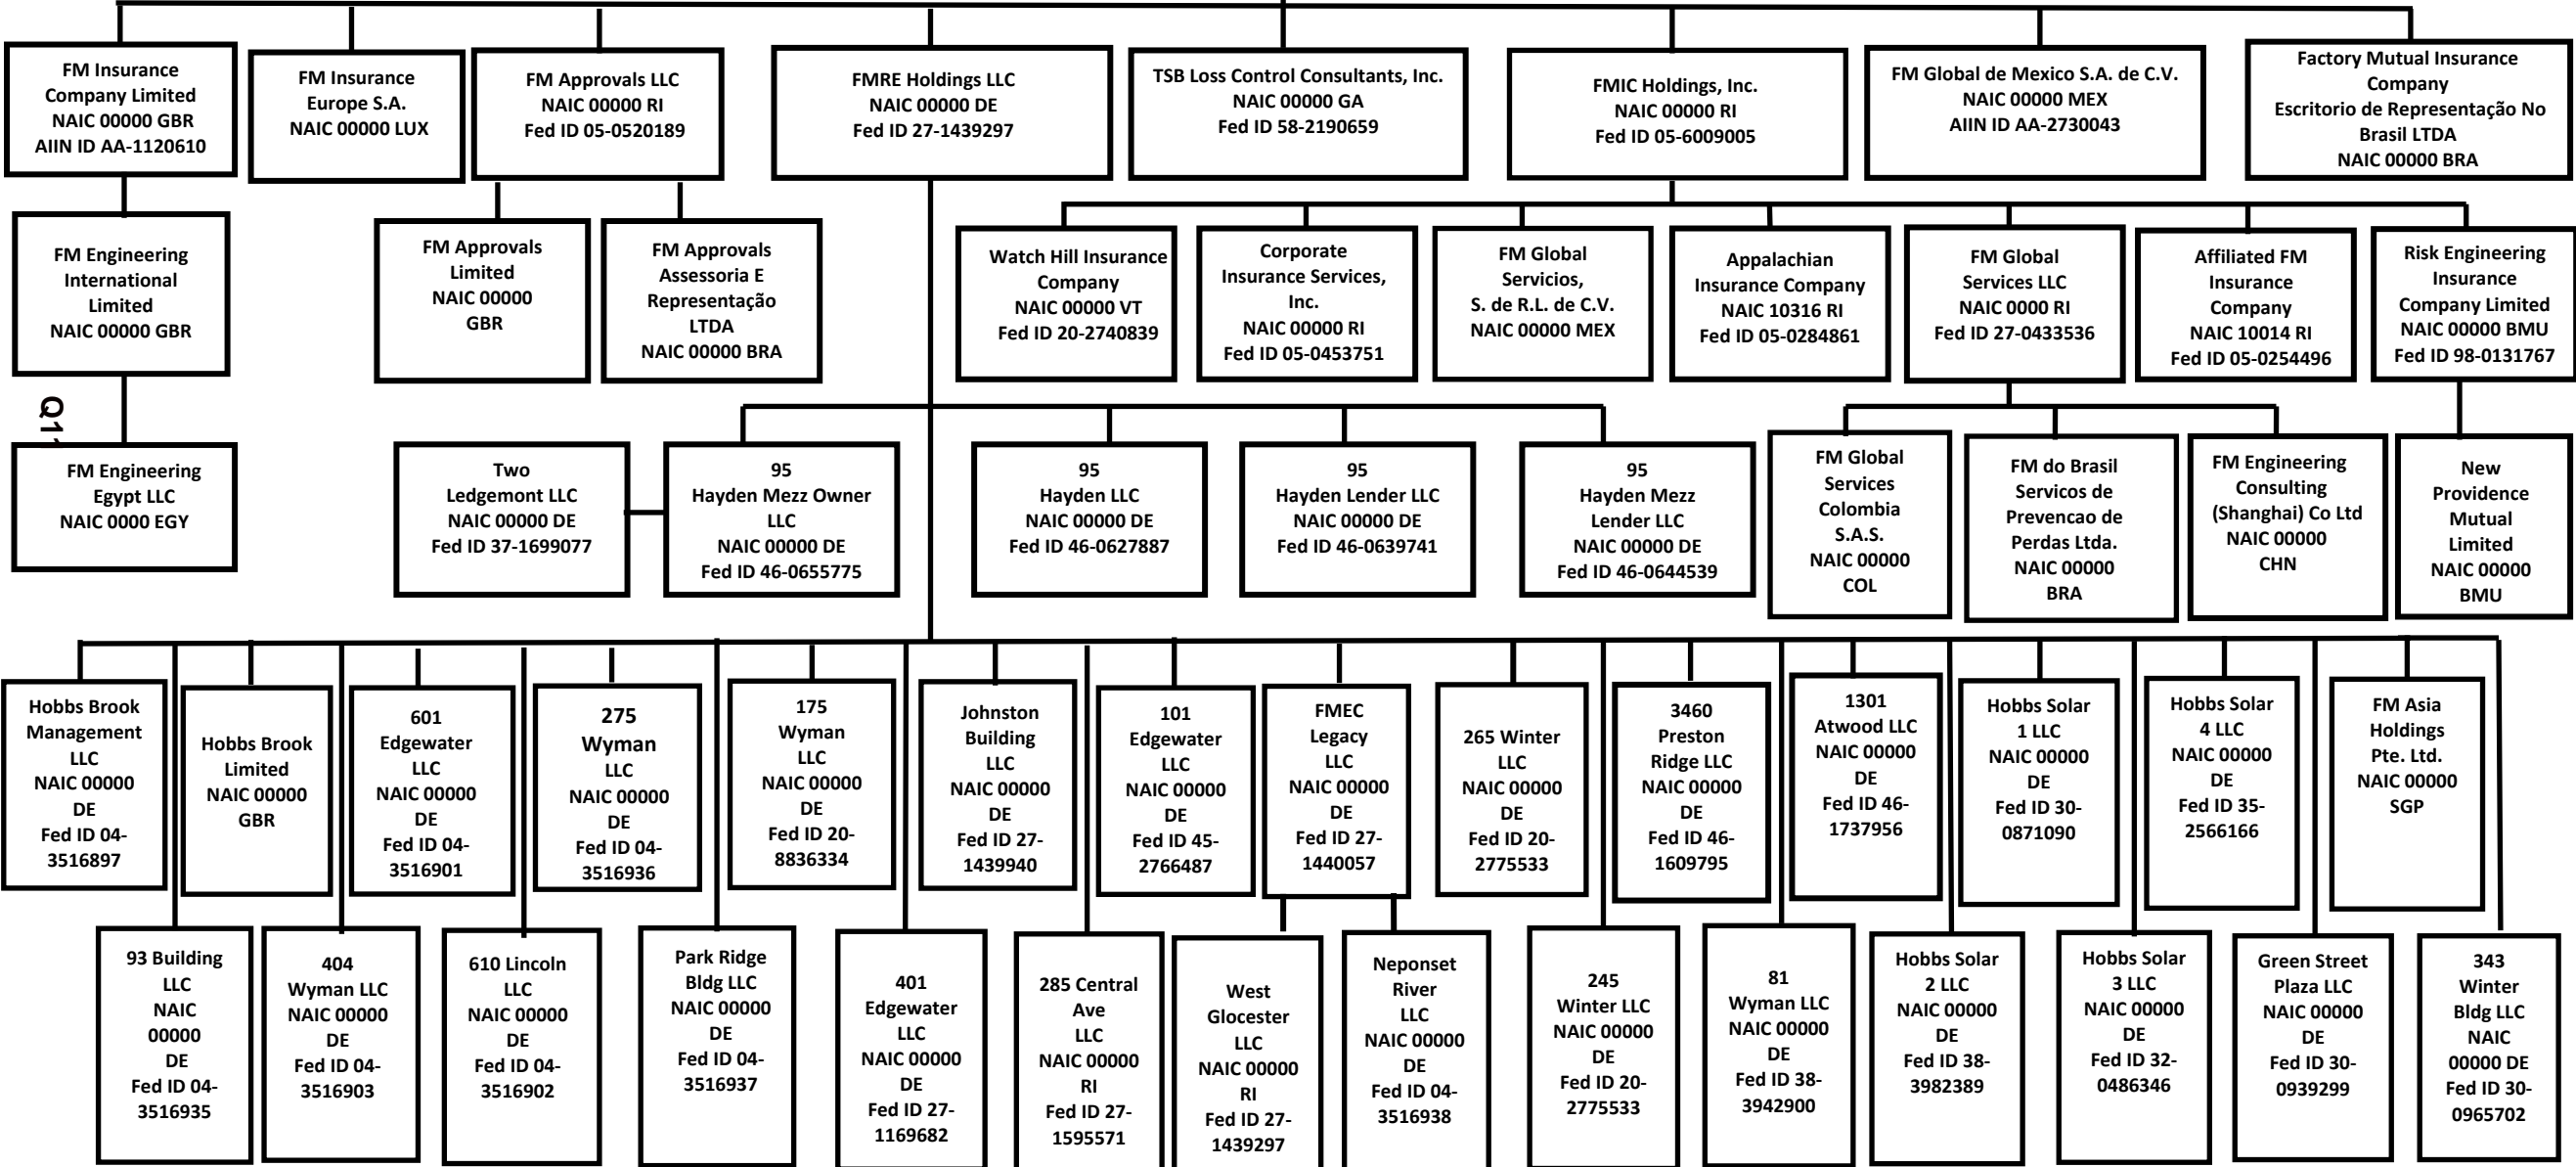 FM Insurance
Company Limited
NAIC 00000 GBR
AIIN ID AA-1120610
FM Insurance
Europe S.A.
NAIC 00000 LUX
FM Approvals LLC
NAIC 00000 RI
Fed ID 05-0520189
FMRE Holdings LLC
NAIC 00000 DE
Fed ID 27-1439297
TSB Loss Control Consultants, Inc.
NAIC 00000 GA
Fed ID 58-2190659
FMIC Holdings, Inc.
NAIC 00000 RI
Fed ID 05-6009005
FM Global de Mexico S.A. de C.V.
NAIC 00000 MEX
AIIN ID AA-2730043
Factory Mutual Insurance
Company
Escritorio de Representação No
Brasil LTDA
NAIC 00000 BRA
FM Engineering
International
Limited
NAIC 00000 GBR
FM Approvals
Limited
NAIC 00000
GBR
FM Approvals
Assessoria E
Representação
LTDA
NAIC 00000 BRA
Watch Hill Insurance
Company
NAIC 00000 VT
Fed ID 20-2740839
Corporate
Insurance Services,
Inc.
NAIC 00000 RI
Fed ID 05-0453751
FM Global
Servicios,
S. de R.L. de C.V.
NAIC 00000 MEX
Appalachian
Insurance Company
NAIC 10316 RI
Fed ID 05-0284861
FM Global
Services LLC
NAIC 0000 RI
Fed ID 27-0433536
Affiliated FM
Insurance
Company
NAIC 10014 RI
Fed ID 05-0254496
Risk Engineering
Insurance
Company Limited
NAIC 00000 BMU
Fed ID 98-0131767
FM Engineering
Egypt LLC
NAIC 0000 EGY
Two
Ledgemont LLC
NAIC 00000 DE
Fed ID 37-1699077
95
Hayden Mezz Owner
LLC
NAIC 00000 DE
Fed ID 46-0655775
95
Hayden LLC
NAIC 00000 DE
Fed ID 46-0627887
95
Hayden Lender LLC
NAIC 00000 DE
Fed ID 46-0639741
95
Hayden Mezz
Lender LLC
NAIC 00000 DE
Fed ID 46-0644539
FM Global
Services
Colombia
S.A.S.
NAIC 00000
COL
FM do Brasil
Servicos de
Prevencao de
Perdas Ltda.
NAIC 00000
BRA
FM Engineering
Consulting
(Shanghai) Co Ltd
NAIC 00000
CHN
New
Providence
Mutual
Limited
NAIC 00000
BMU
Hobbs Brook
Management
LLC
NAIC 00000
DE
Fed ID 04-
3516897
Hobbs Brook
Limited
NAIC 00000
GBR
601
Edgewater
LLC
NAIC 00000
DE
Fed ID 04-
3516901
275
Wyman
LLC
NAIC 00000
DE
Fed ID 04-
3516936
175
Wyman
LLC
NAIC 00000
DE
Fed ID 20-
8836334
Johnston
Building
LLC
NAIC 00000
DE
Fed ID 27-
1439940
101
Edgewater
LLC
NAIC 00000
DE
Fed ID 45-
2766487
FMEC
Legacy
LLC
NAIC 00000
DE
Fed ID 27-
1440057
265 Winter
LLC
NAIC 00000
DE
Fed ID 20-
2775533
3460
Preston
Ridge LLC
NAIC 00000
DE
Fed ID 46-
1609795
1301
Atwood LLC
NAIC 00000
DE
Fed ID 46-
1737956
Hobbs Solar
1 LLC
NAIC 00000
DE
Fed ID 30-
0871090
Hobbs Solar
4 LLC
NAIC 00000
DE
Fed ID 35-
2566166
FM Asia
Holdings
Pte. Ltd.
NAIC 00000
SGP
93 Building
LLC
NAIC
00000
DE
Fed ID 04-
3516935
404
Wyman LLC
NAIC 00000
DE
Fed ID 04-
3516903
610 Lincoln
LLC
NAIC 00000
DE
Fed ID 04-
3516902
Park Ridge
Bldg LLC
NAIC 00000
DE
Fed ID 04-
3516937
401
Edgewater
LLC
NAIC 00000
DE
Fed ID 27-
1169682
285 Central
Ave
LLC
NAIC 00000
RI
Fed ID 27-
1595571
West
Glocester
LLC
NAIC 00000
RI
Fed ID 27-
1439297
Neponset
River
LLC
NAIC 00000
DE
Fed ID 04-
3516938
245
Winter LLC
NAIC 00000
DE
Fed ID 20-
2775533
81
Wyman LLC
NAIC 00000
DE
Fed ID 38-
3942900
Hobbs Solar
2 LLC
NAIC 00000
DE
Fed ID 38-
3982389
Hobbs Solar
3 LLC
NAIC 00000
DE
Fed ID 32-
0486346
Green Street
Plaza LLC
NAIC 00000
DE
Fed ID 30-
0939299
343
Winter
Bldg LLC
NAIC
00000 DE
Fed ID 30-
0965702